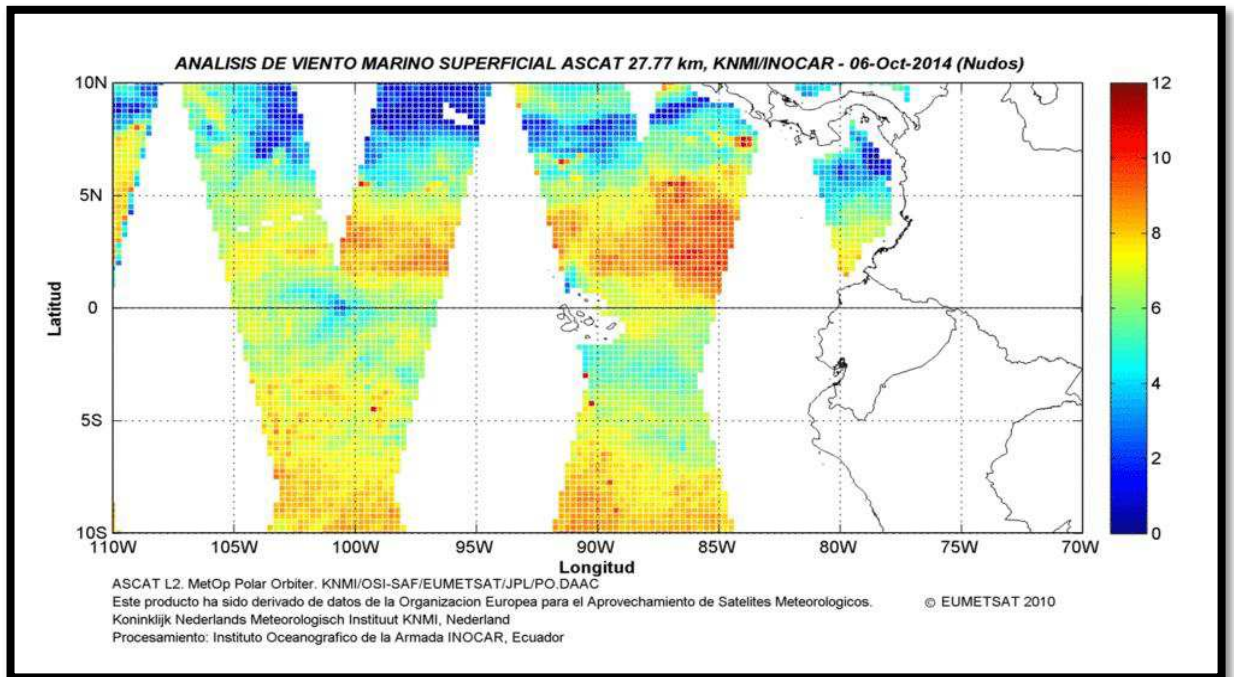 ANALISIS DE VIENTO MARINO SUPERFICIAL ASCAT 27.77 km, KNMI/INOCAR - 06-Oct-2014 (Nudos)
10N
5N
0
5S
10S
Latitud
110W 105W 100W 95W 90W 85W 80W 75W 70W
Longitud
12
10
8
6
4
2
0
ASCAT L2. MetOp Polar Orbiter. KNMI/OSI-SAF/EUMETSAT/JPL/PO.DAAC
Este producto ha sido derivado de datos de la Organizacion Europea para el Aprovechamiento de Satelites Meteorologicos. © EUMETSAT 2010
Koninklijk Nederlands Meteorologisch Instituut KNMI, Nederland
Procesamiento: Instituto Oceanografico de la Armada INOCAR, Ecuador